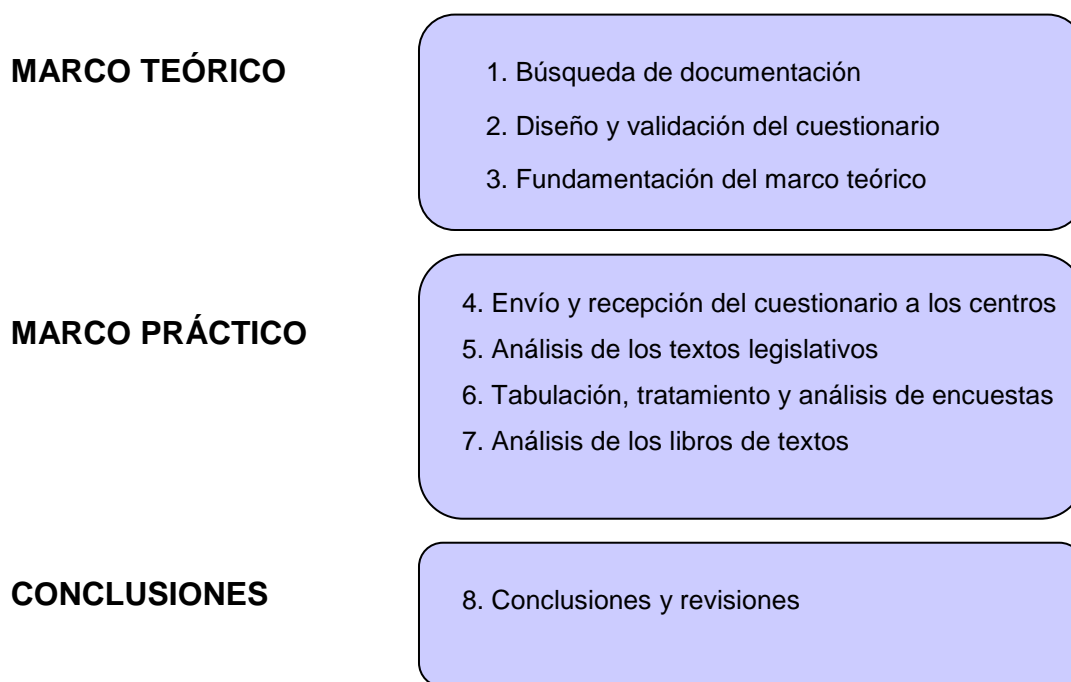 MARCO TEÓRICO
1. Búsqueda de documentación
2. Diseño y validación del cuestionario
3. Fundamentación del marco teórico
MARCO PRÁCTICO
4. Envío y recepción del cuestionario a los centros
5. Análisis de los textos legislativos
6. Tabulación, tratamiento y análisis de encuestas
7. Análisis de los libros de textos
CONCLUSIONES
8. Conclusiones y revisiones